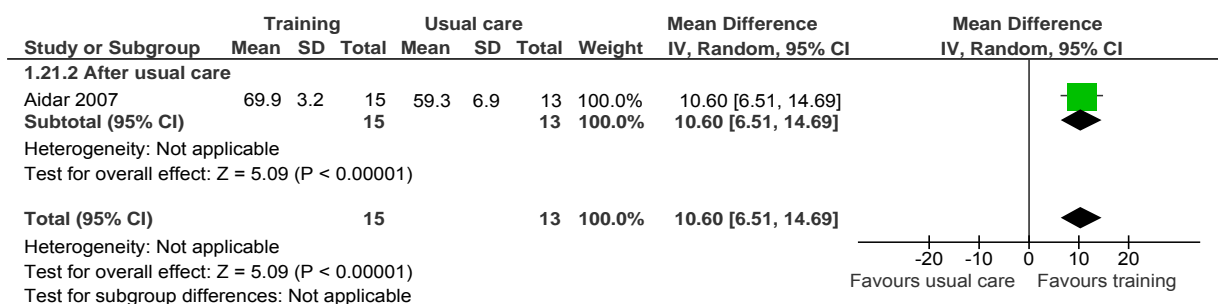 Training Usual care Mean Difference Mean Difference
Study or Subgroup Mean SD Total Mean SD Total Weight IV, Random, 95% CI IV, Random, 95% CI
1.21.2 After usual care
Aidar 2007 69.9 3.2 15 59.3 6.9 13 100.0% 10.60 [6.51, 14.69]
Subtotal (95% CI) 15 13 100.0% 10.60 [6.51, 14.69]
Heterogeneity: Not applicable
Test for overall effect: Z = 5.09 (P < 0.00001)
Total (95% CI) 15 13 100.0% 10.60 [6.51, 14.69]
Heterogeneity: Not applicable
Test for overall effect: Z = 5.09 (P < 0.00001)
Test for subgroup differences: Not applicable
-20 -10 0 10 20
Favours usual care Favours training